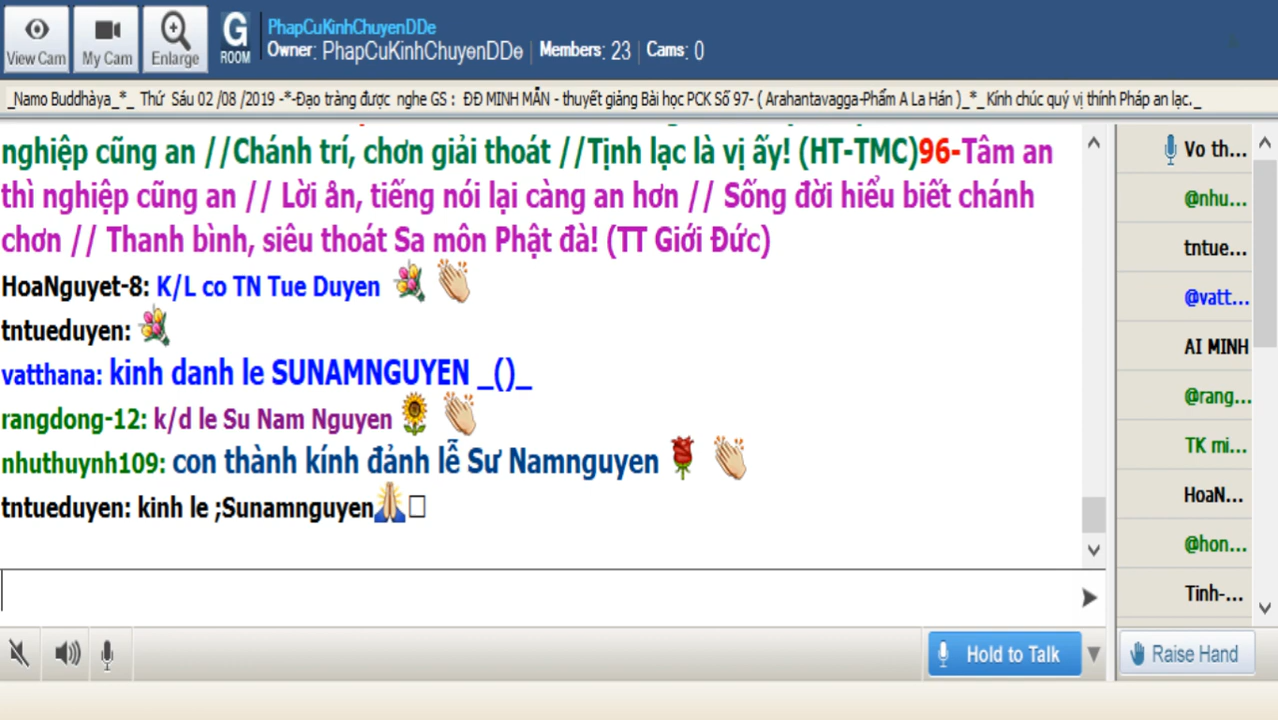 View Cam
My Cam
Enlarge
G
ROOM
PhapCuKinhChuyenDDe
Owner: PhapCuKinhChuyenDDe | Members: 23 | Cams: 0
_Namo Buddhàya_*_ Thứ Sáu 02 /08 /2019 -*-Đạo tràng được nghe GS : ĐĐ MINH MẪN - thuyết giảng Bài học PCK Số 97- ( Arahantavagga-Phẩm A La Hán )_*_Kính chúc quý vị thính Pháp an lạc._
nghiệp cũng an //Chánh trí, chơn giải thoát //Tịnh lạc là vị ấy! (HT-TMC)96-Tâm an
thì nghiệp cũng an // Lời ân, tiếng nói lại càng an hơn // Sống đời hiểu biết chánh
chơn // Thanh bình, siêu thoát Sa môn Phật đà! (TT Giới Đức)
HoaNguyet-8: K/L co TN Tue Duyen
tntueduyen:
vatthana: kinh danh le SUNAMNGUYEN _()_
rangdong-12: k/d le Su Nam Nguyen
nhuthuynh109: con thành kính đảnh lễ Sư Namnguyen
tntueduyen: kinh le ;Sunamnguyen
Vo th...
@nhu...
tntue...
@vatt...
AI MINH
@rang...
TK mi...
HoaN...
@hon...
Tinh-...
Hold to Talk
Raise Hand